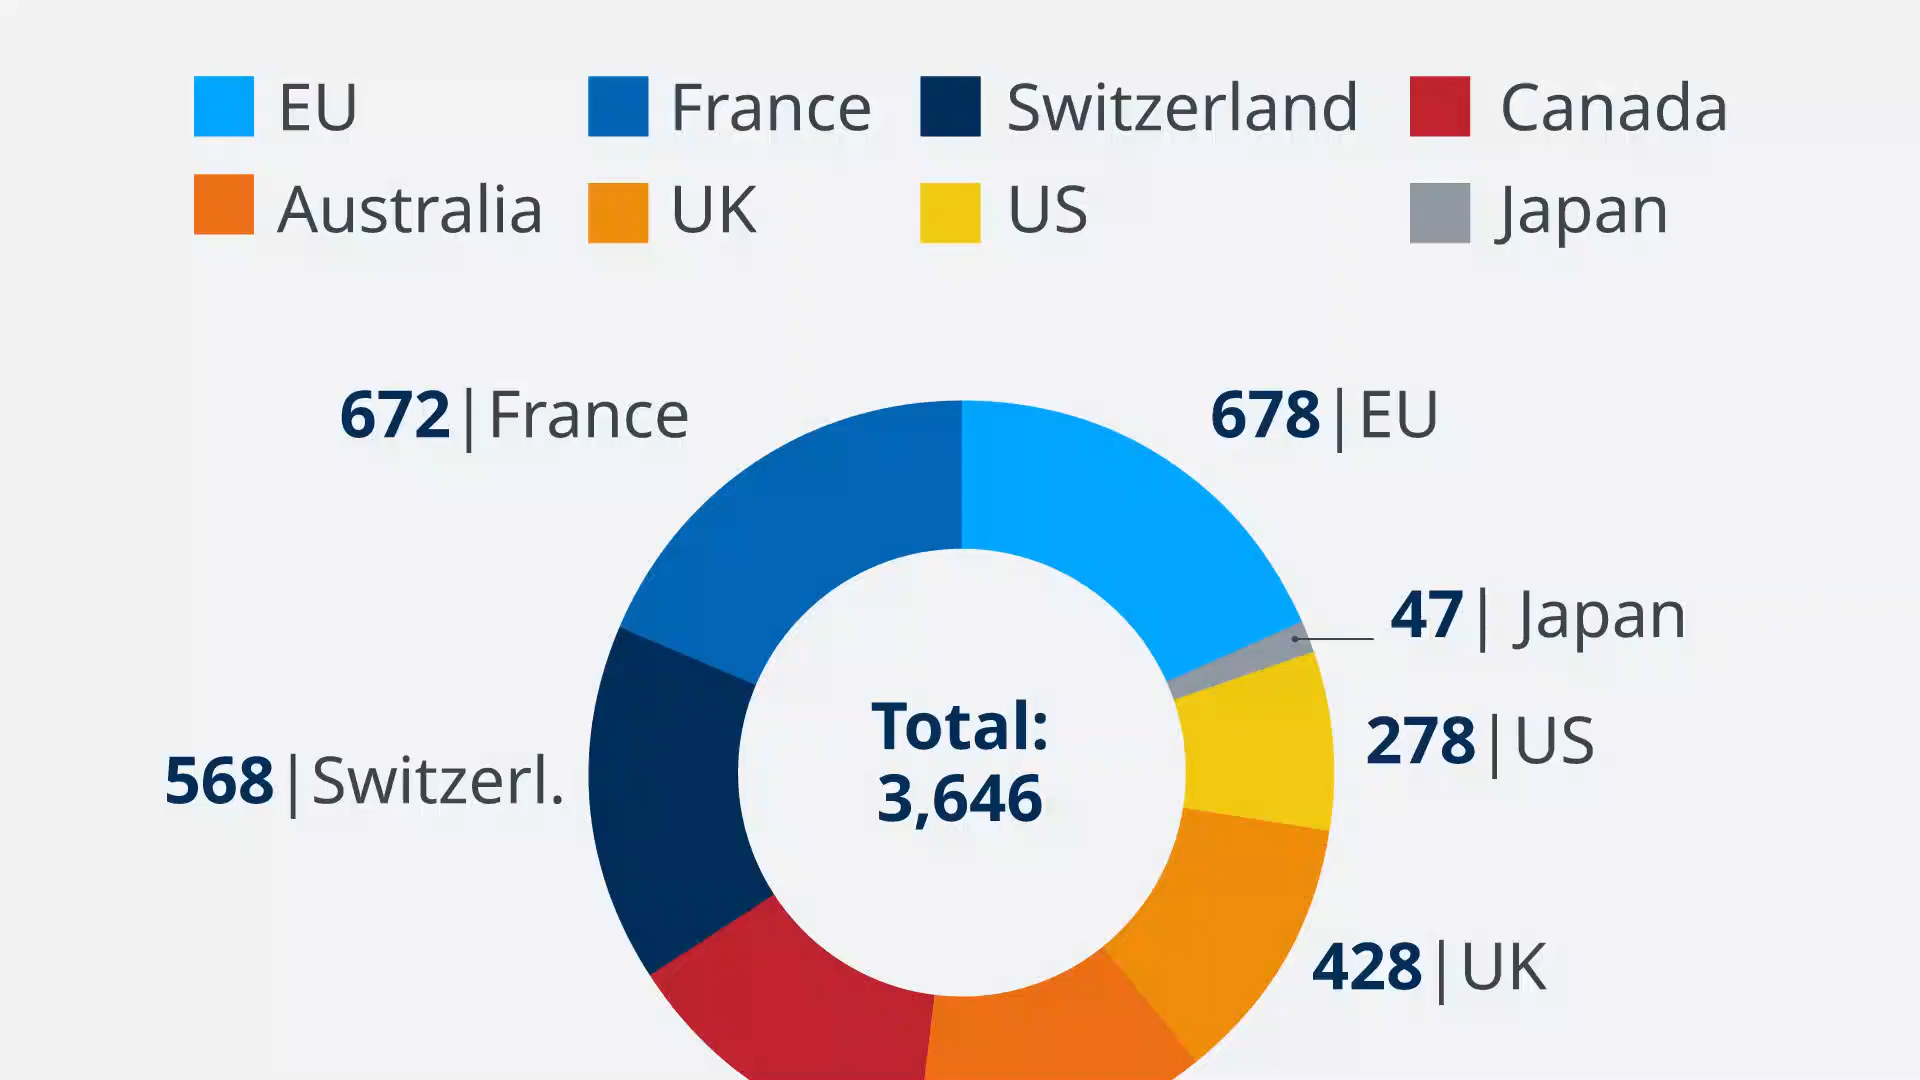 EU France Switzerland Canada
Australia UK US Japan
672|France 678|EU
47| Japan
278|US
Total:
3,646
568|Switzerl.
428|UK